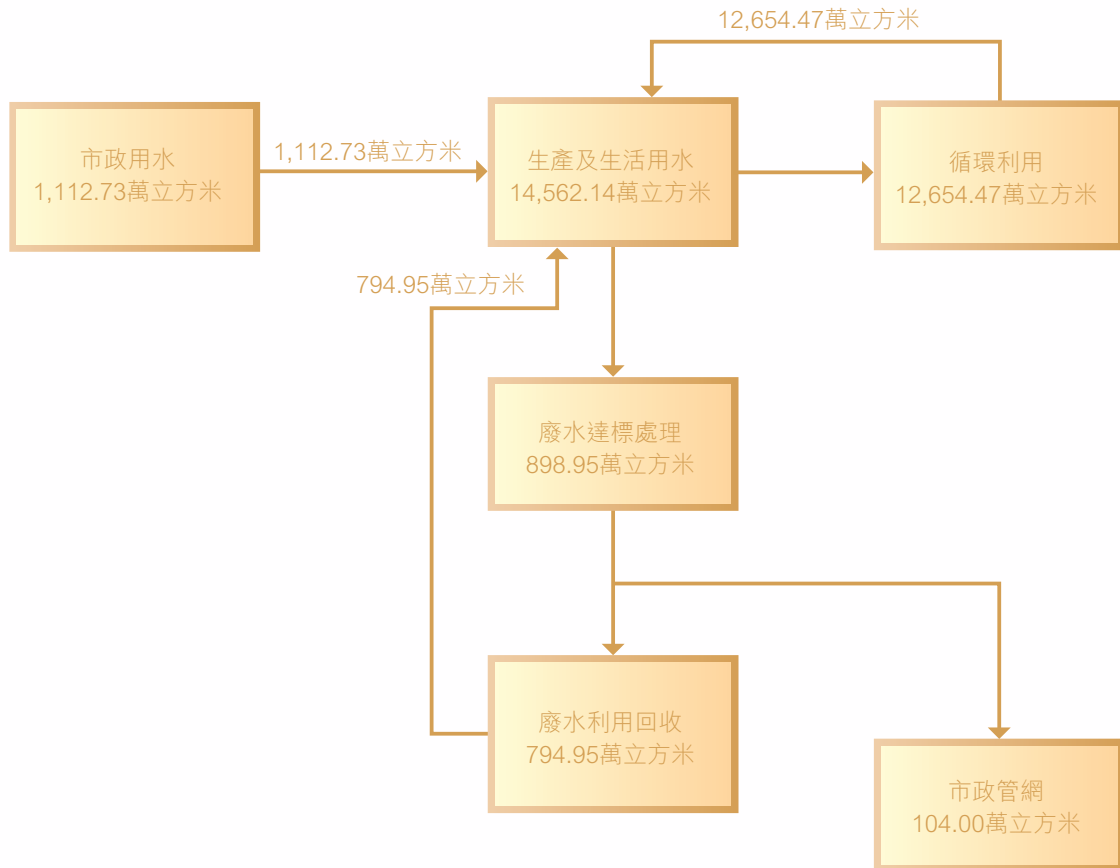 12,654.47萬立方米
市政用水
1,112.73萬立方米
1,112.73萬立方米
生產及生活用水
14,562.14萬立方米
循環利用
12,654.47萬立方米
794.95萬立方米
廢水達標處理
898.95萬立方米
廢水利用回收
794.95萬立方米
市政管網
104.00萬立方米